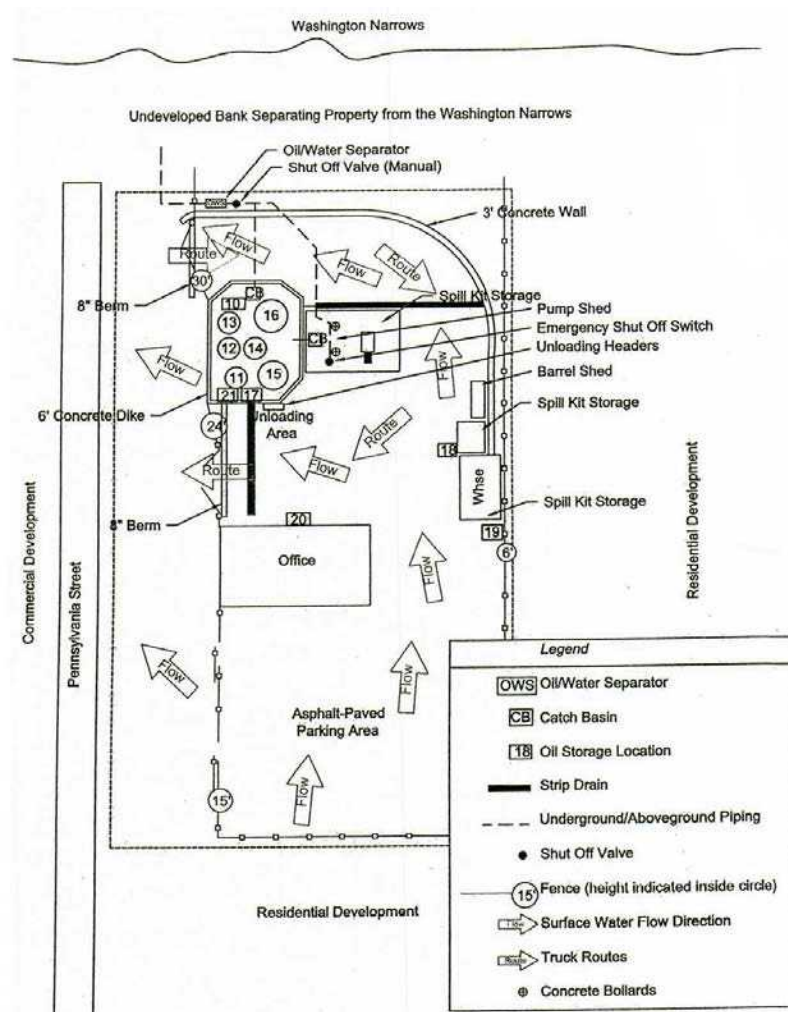 Washington Narrows
Undeveloped Bank Separating Property from the Washington Narrows
Oil/Water Separator
Shut Off Valve (Manual)
OWS
3' Concrete Wall
Flow
Route
Flow
Route
30'
8" Berm
CB
10
16
13
Spill Kit Storage
Pump Shed
CB
Emergency Shut Off Switch
12
14
Unloading Headers
Flow
Flow
11
15
Barrel Shed
21
17
6' Concrete Dike
Spill Kit Storage
24'
Unloading
Area
Route
18
Flow
Route
Whse
Spill Kit Storage
8" Berm
20
19
Office
6'
Flow
Commercial Development
Pennsylvania Street
Residential Development
Flow
Flow
Asphalt-Paved
Parking Area
Flow
15'
Residential Development
Legend
OWS Oil/Water Separator
CB Catch Basin
18 Oil Storage Location
Strip Drain
Underground/Aboveground Piping
Shut Off Valve
15' Fence (height indicated inside circle)
Flow Surface Water Flow Direction
Route Truck Routes
Concrete Bollards